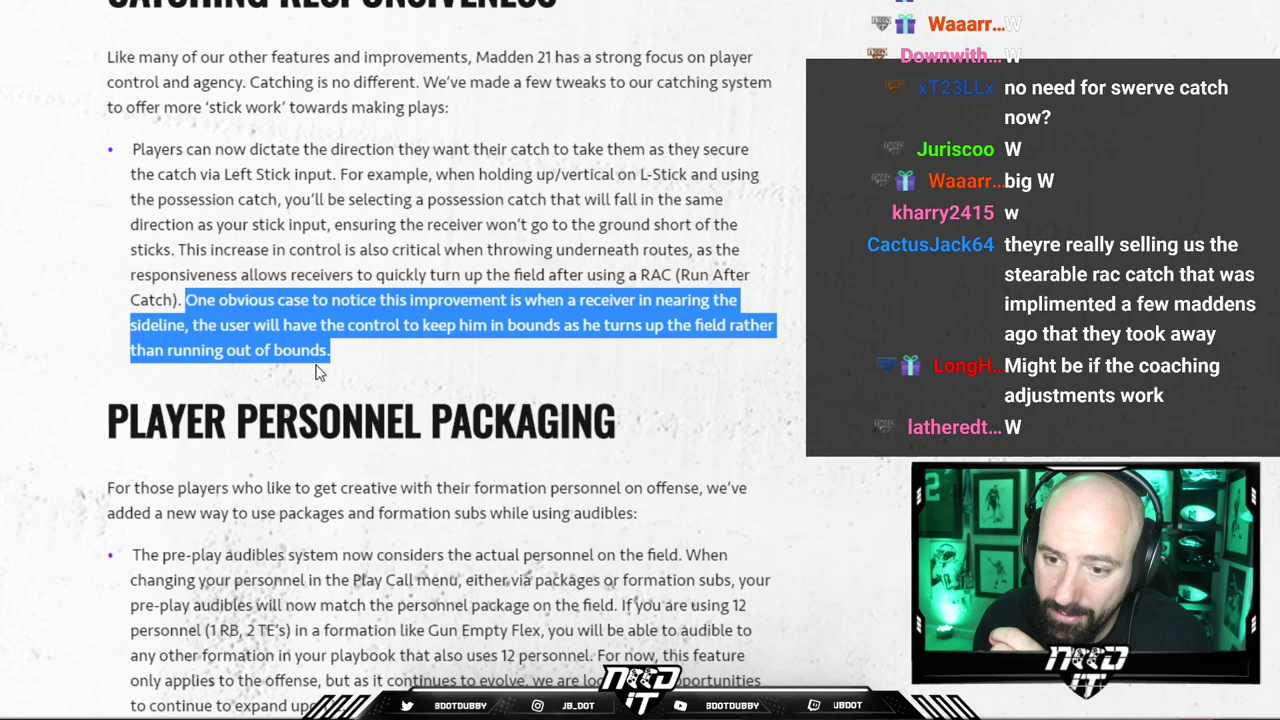 CATCHING RESPONSIVENESS
Like many of our other features and improvements, Madden 21 has a strong focus on player
control and agency. Catching is no different. We've made a few tweaks to our catching system
to offer more 'stick work' towards making plays:
• Players can now dictate the direction they want their catch to take them as they secure
the catch via Left Stick input. For example, when holding up/vertical on L-Stick and using
the possession catch, you'll be selecting a possession catch that will fall in the same
direction as your stick input, ensuring the receiver won't go to the ground short of the
sticks. This increase in control is also critical when throwing underneath routes, as the
responsiveness allows receivers to quickly turn up the field after using a RAC (Run After
Catch). One obvious case to notice this improvement is when a receiver in nearing the
sideline, the user will have the control to keep him in bounds as he turns up the field rather
than running out of bounds.
PLAYER PERSONNEL PACKAGING
For those players who like to get creative with their formation personnel on offense, we've
added a new way to use packages and formation subs while using audibles:
• The pre-play audibles system now considers the actual personnel on the field. When
changing your personnel in the Play Call menu, either via packages or formation subs, your
pre-play audibles will now match the personnel package on the field. If you are using 12
personnel (1 RB, 2 TE's) in a formation like Gun Empty Flex, you will be able to audible to
any other formation in your playbook that also uses 12 personnel. For now, this feature
only applies to the offense, but as it continues to evolve, we are
to continue to expand
Waaarr... W
Downwith... W
xT23LLx no need for swerve catch
now?
Juriscoo W
Waaarr... big W
kharry2415 w
CactusJack64 theyre really selling us the
stearable rac catch that was
implimented a few maddens
ago that they took away
LongH... Might be if the coaching
adjustments work
latheredt... W
NEED
IT
NEED
IT
9DOTDUBBY
JB_DOT
9DOTDUBBY